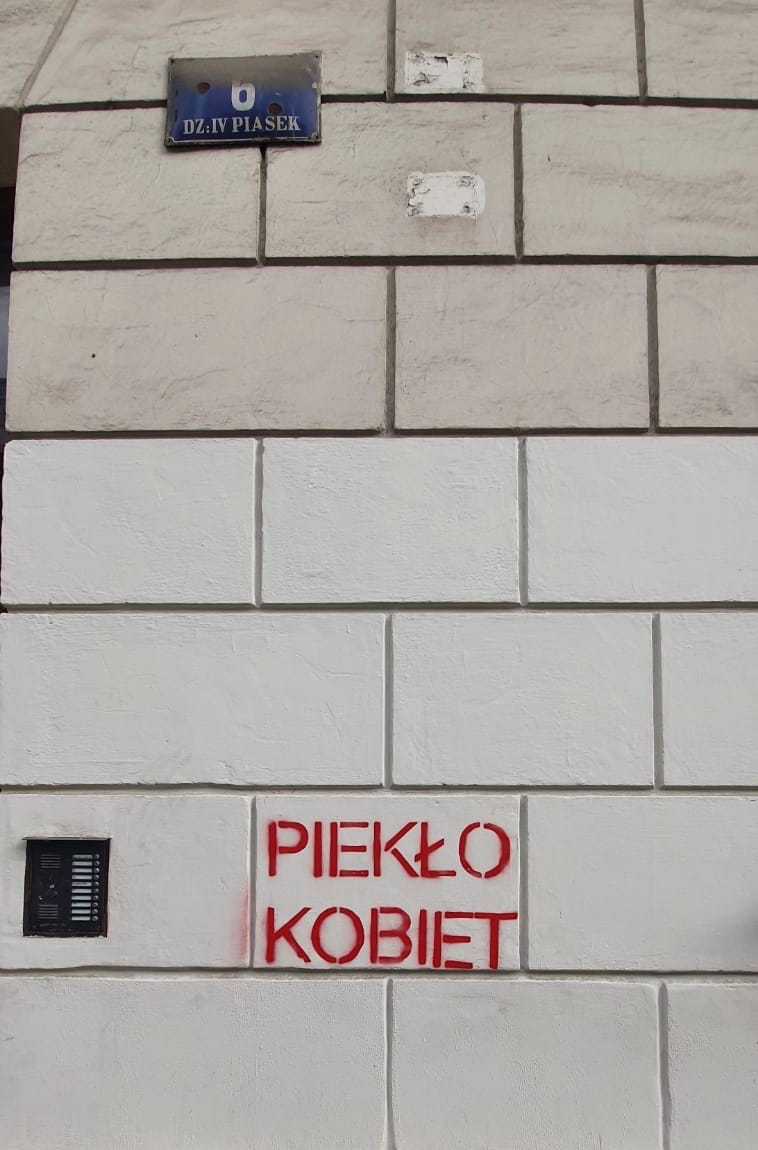 6
DZ:IV PIASEK
PIEKŁO
KOBIET